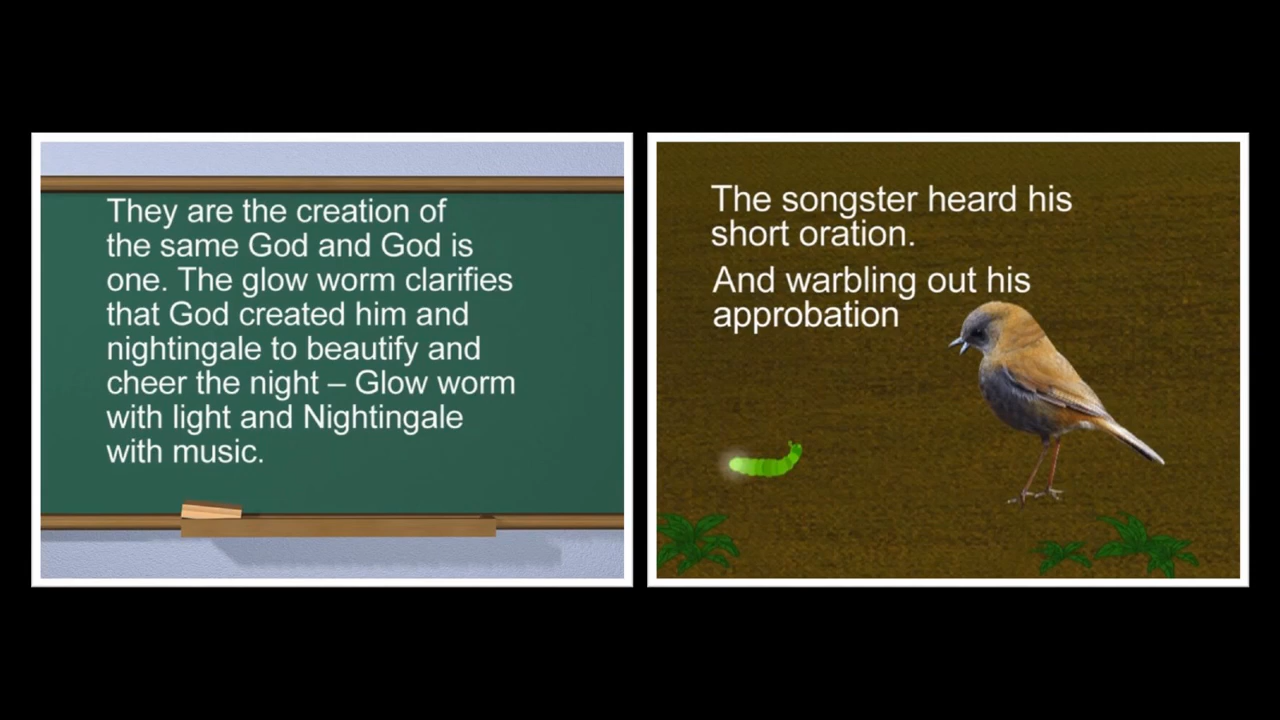 They are the creation of
the same God and God is
one. The glow worm clarifies
that God created him and
nightingale to beautify and
cheer the night – Glow worm
with light and Nightingale
with music.
The songster heard his
short oration.
And warbling out his
approbation